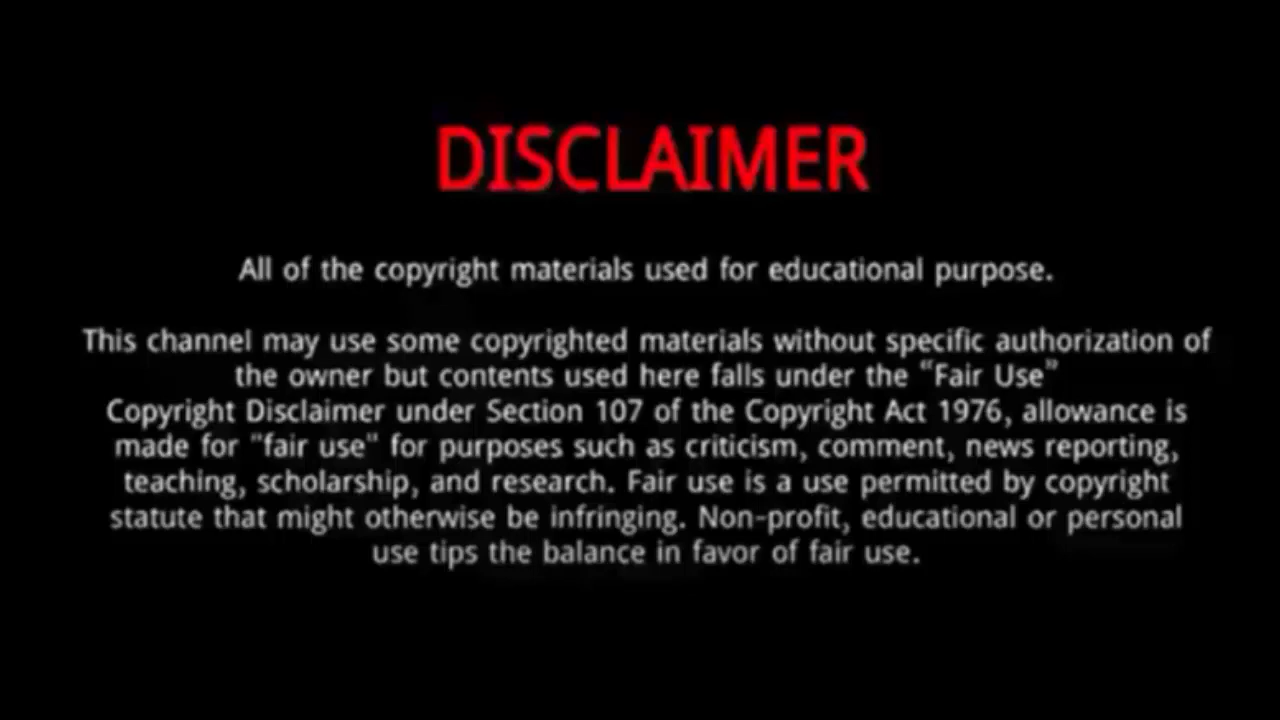 DISCLAIMER
All of the copyright materials used for educational purpose.
This channel may use some copyrighted materials without specific authorization of
the owner but contents used here falls under the “Fair Use”
Copyright Disclaimer under Section 107 of the Copyright Act 1976, allowance is
made for "fair use" for purposes such as criticism, comment, news reporting,
teaching, scholarship, and research. Fair use is a use permitted by copyright
statute that might otherwise be infringing. Non-profit, educational or personal
use tips the balance in favor of fair use.